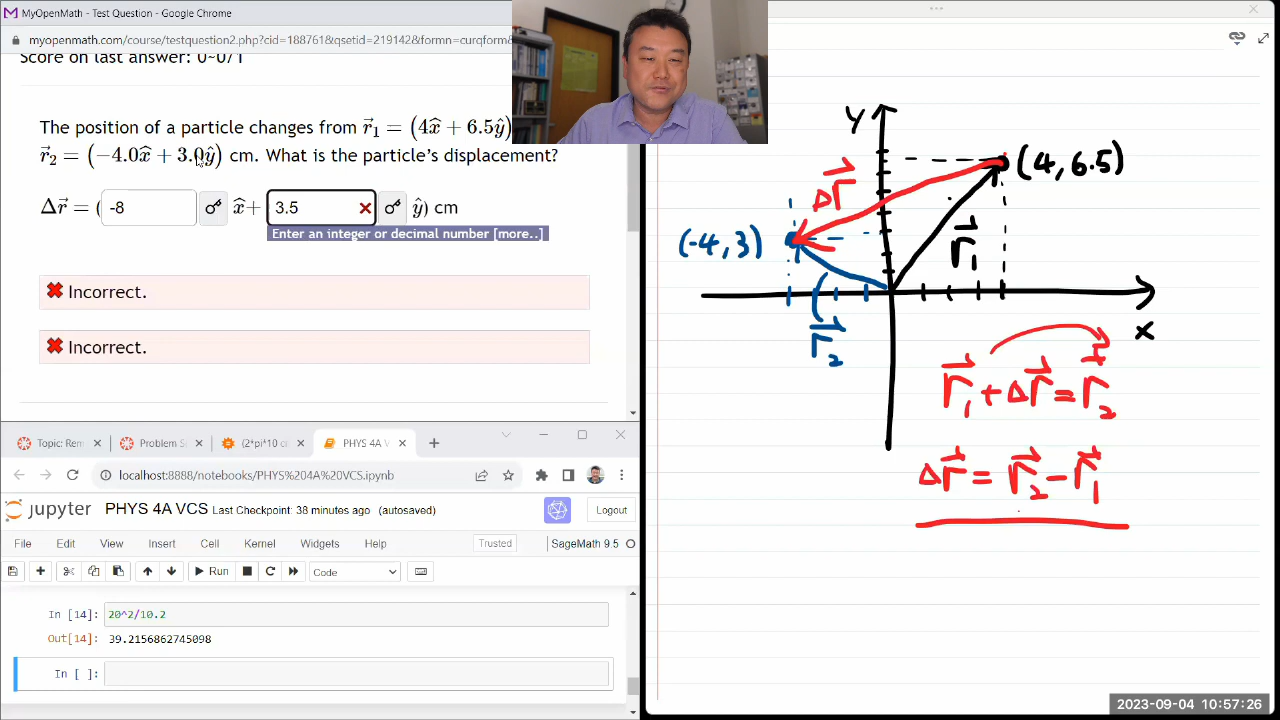 MyOpenMath - Test Question - Google Chrome
myopenmath.com/course/testquestion2.php?cid=188761&qsetid=219142&formn=curqform&
Score on last answer: 0~0/1
The position of a particle changes from r⃗₁ = (4x̂ + 6.5ŷ)
r⃗₂ = (−4.0x̂ + 3.0ŷ) cm. What is the particle's displacement?
Δr⃗ = ( -8 x̂+ 3.5 ŷ) cm
Enter an integer or decimal number [more..]
Incorrect.
Incorrect.
Topic: Rem
Problem S
(2*pi*10 c
PHYS 4A V
localhost:8888/notebook/PHYS%20VCS.ipynb
jupyter PHYS 4A VCS Last Checkpoint: 38 minutes ago (autosaved)
Logout
File Edit View Insert Cell Kernel Widgets Help
Trusted
SageMath 9.5
Run
Code
In [14]: 20^2/10.2
Out[14]: 39.2156862745098
In [ ]:
y
(4, 6.5)
Δr⃗
(-4, 3)
r⃗₁
r⃗₂
x
r⃗₁ + Δr⃗ = r⃗₂
Δr⃗ = r⃗₂ − r⃗₁
2023-09-04 10:57:26